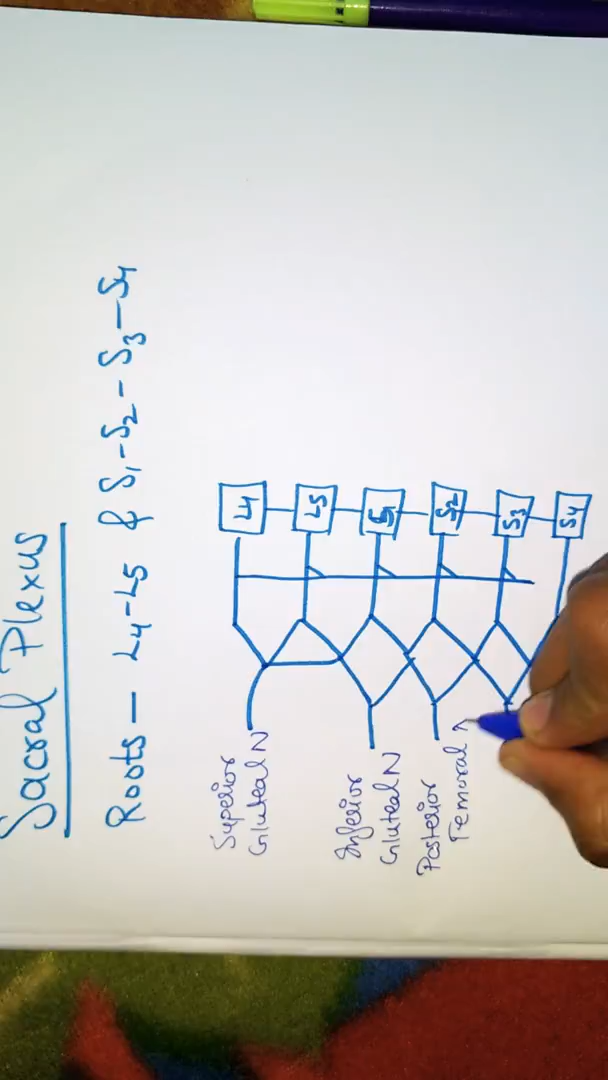 Sacral Plexus
Roots - L4-L5 & S1-S2-S3-S4
L4
L5
S1
S2
S3
S4
Superior
Gluteal N
Inferior
Gluteal N
Posterior
Femoral